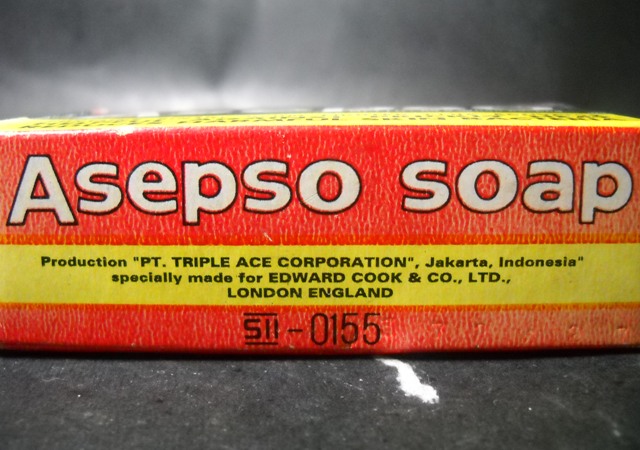 Asepso soap
Production "PT. TRIPLE ACE CORPORATION", Jakarta, Indonesia"
specially made for EDWARD COOK & CO., LTD.,
LONDON ENGLAND
SII - 0155